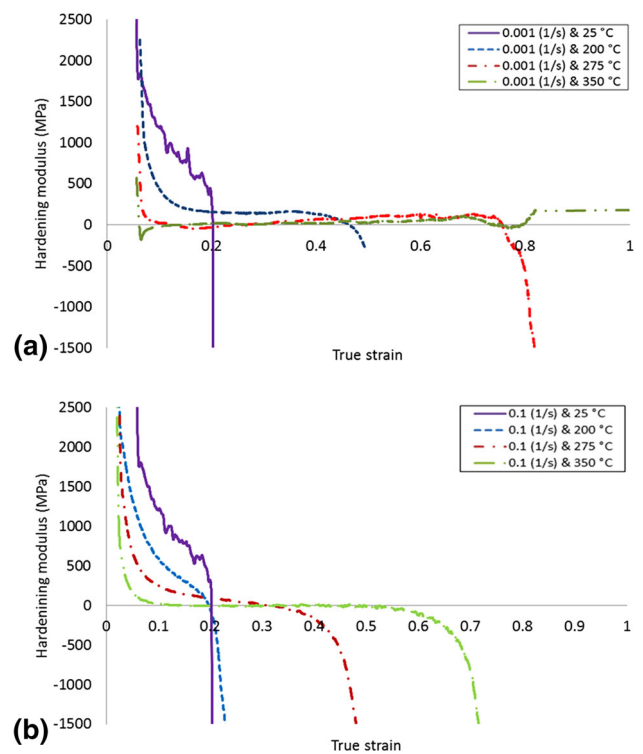 2500
2000
1500
1000
500
0
-500
-1000
-1500
Hardening modulus (MPa)
0 0.2 0.4 0.6 0.8 1
True strain
0.001 (1/s) & 25 °C
0.001 (1/s) & 200 °C
0.001 (1/s) & 275 °C
0.001 (1/s) & 350 °C
(a)
2500
2000
1500
1000
500
0
-500
-1000
-1500
Hardenining modulus (MPa)
0 0.1 0.2 0.3 0.4 0.5 0.6 0.7 0.8 0.9 1
True strain
0.1 (1/s) & 25 °C
0.1 (1/s) & 200 °C
0.1 (1/s) & 275 °C
0.1 (1/s) & 350 °C
(b)